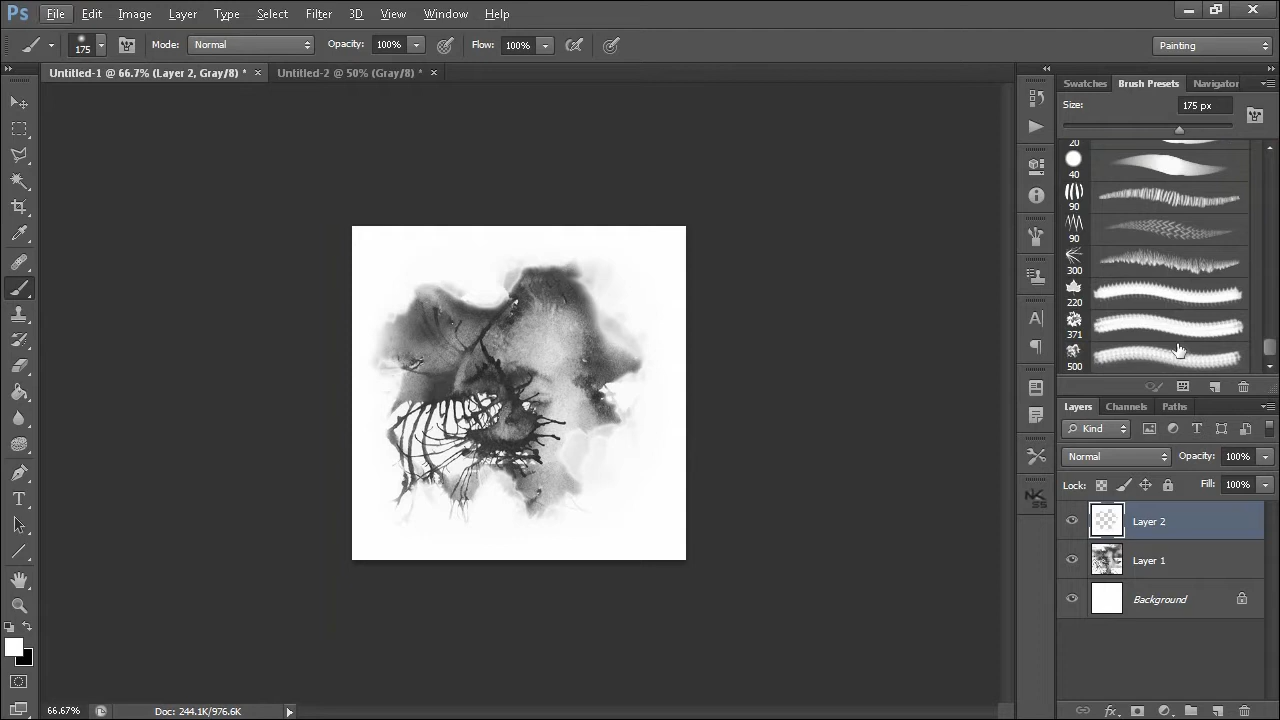 Ps File Edit Image Layer Type Select Filter 3D View Window Help
175 Mode: Normal Opacity: 100% Flow: 100% Painting
Untitled-1 @ 66.7% (Layer 2, Gray/8) * × Untitled-2 @ 50% (Gray/8) * ×
Swatches Brush Presets Navigator
Size: 175 px
20
40
90
90
300
220
371
500
Layers Channels Paths
Kind
Normal Opacity: 100%
Lock: Fill: 100%
Layer 2
Layer 1
Background
66.67% Doc: 244.1K/976.6K